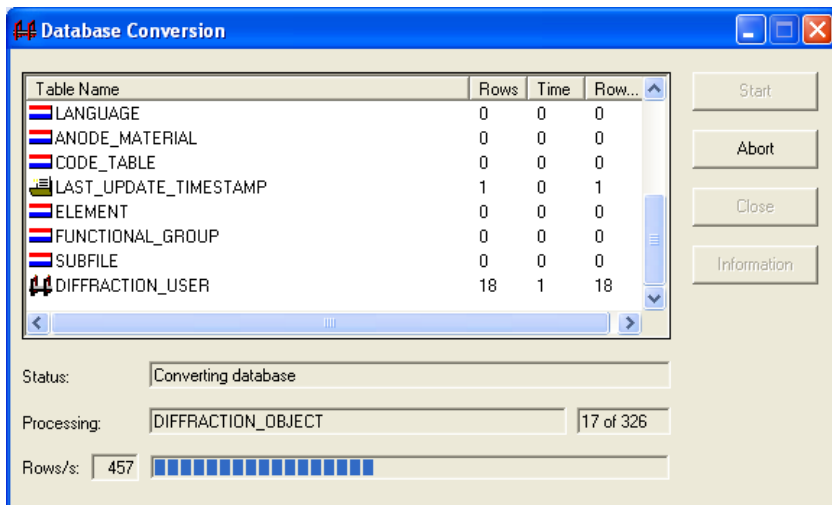 Database Conversion
Table Name Rows Time Row...
LANGUAGE 0 0 0
ANODE_MATERIAL 0 0 0
CODE_TABLE 0 0 0
LAST_UPDATE_TIMESTAMP 1 0 1
ELEMENT 0 0 0
FUNCTIONAL_GROUP 0 0 0
SUBFILE 0 0 0
DIFFRACTION_USER 18 1 18
Start
Abort
Close
Information
Status: Converting database
Processing: DIFFRACTION_OBJECT 17 of 326
Rows/s: 457